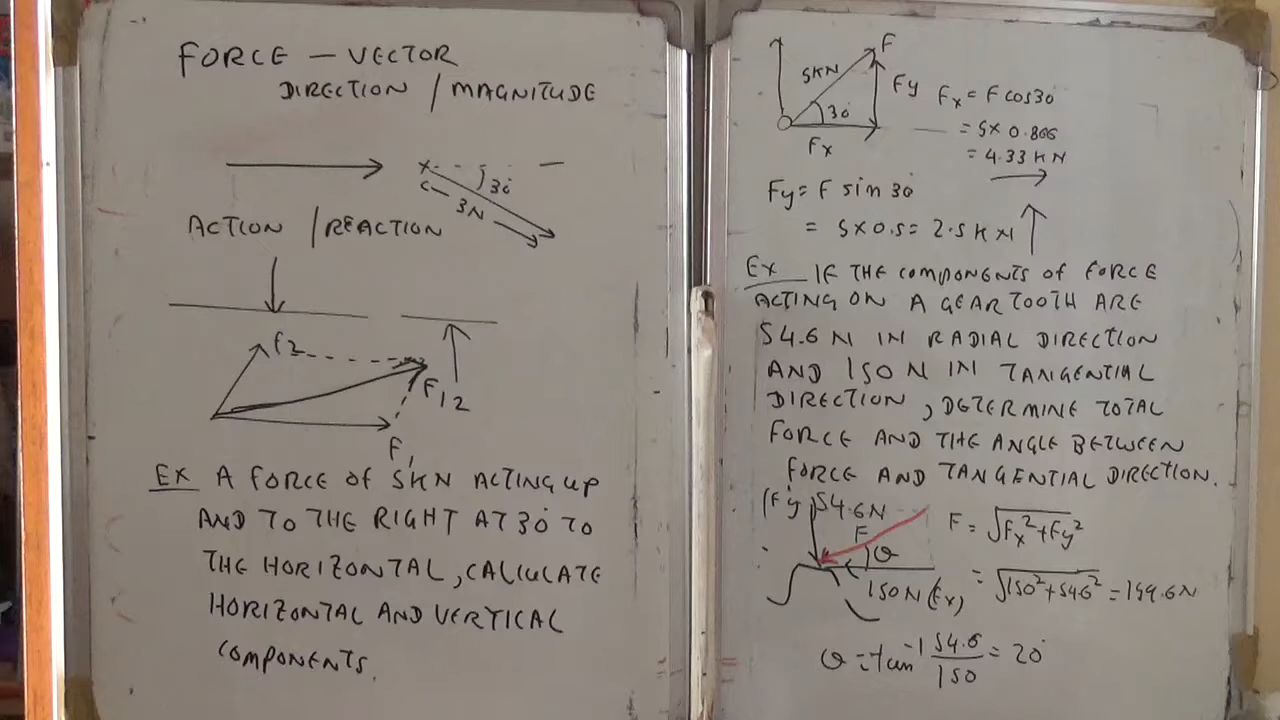 FORCE – VECTOR
DIRECTION / MAGNITUDE
30°
3N
ACTION / REACTION
F2
F12
F1
Ex A FORCE OF 5KN ACTING UP
AND TO THE RIGHT AT 30° TO
THE HORIZONTAL, CALCULATE
HORIZONTAL AND VERTICAL
COMPONENTS.
F
5KN
Fy
30°
Fx
Fx = F cos30°
= 5 x 0.866
= 4.33 KN
Fy = F sin 30°
= 5 x 0.5 = 2.5 KN
Ex IF THE COMPONENTS OF FORCE
ACTING ON A GEAR TOOTH ARE
54.6 N IN RADIAL DIRECTION
AND 150 N IN TANGENTIAL
DIRECTION, DETERMINE TOTAL
FORCE AND THE ANGLE BETWEEN
FORCE AND TANGENTIAL DIRECTION.
(Fy) 54.6N
F
θ
150N (Fx)
F = √Fx²+Fy²
= √150²+54.6² = 159.6N
θ = tan⁻¹ 54.6/150 = 20°